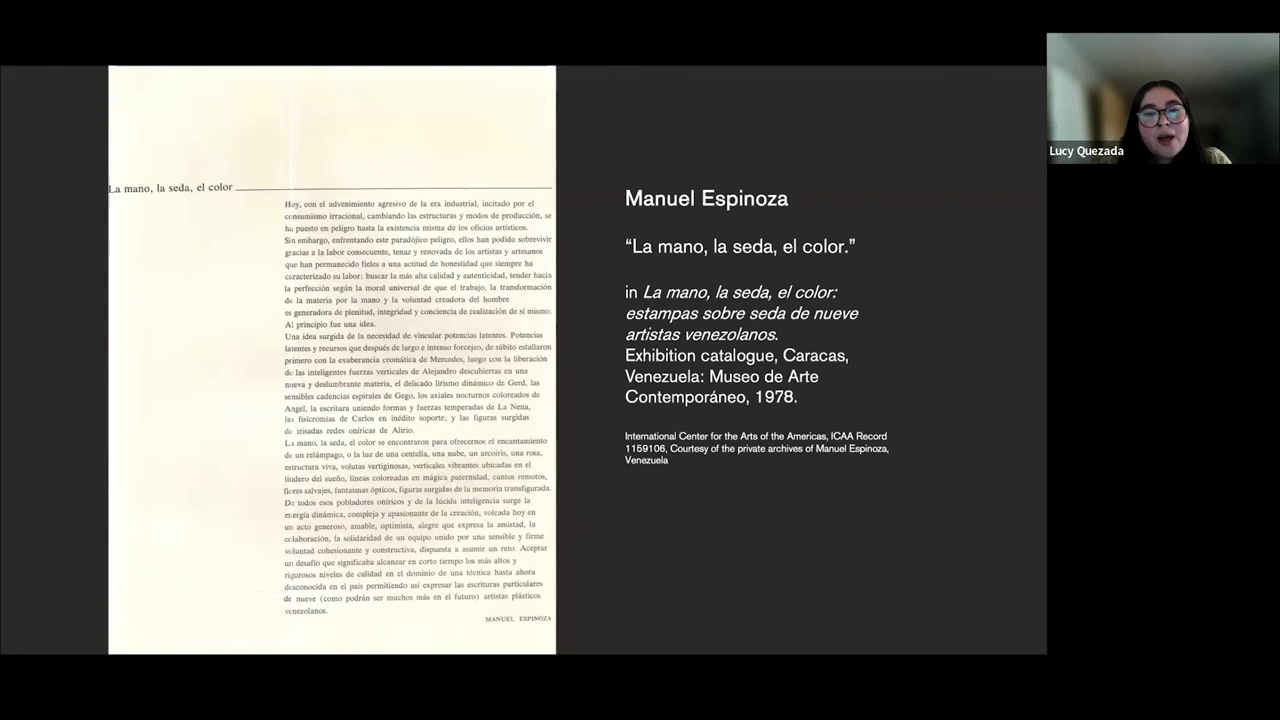 La mano, la seda, el color
Hoy, con el advenimiento agresivo de la era industrial, incitado por el
consumismo irracional, cambiando las estructuras y modos de producción, se
ha puesto en peligro hasta la existencia misma de los oficios artísticos.
Sin embargo, enfrentando este paradójico peligro, ellos han podido sobrevivir
gracias a la labor consecuente, tenaz y renovada de los artistas y artesanos
que han permanecido fieles a una actitud de honestidad que siempre ha
caracterizado su labor: buscar la más alta calidad y autenticidad, tender hacia
la perfección según la moral universal de que el trabajo, la transformación
de la materia por la mano y la voluntad creadora del hombre
es generadora de plenitud, integridad y conciencia de realización de sí mismo.
Al principio fue una idea.
Una idea surgida de la necesidad de vincular potencias latentes. Potencias
latentes y recursos que después de largo e intenso forcejeo, de súbito estallaron
primero con la exuberancia cromática de Mercedes, luego con la liberación
de las inteligentes fuerzas verticales de Alejandro descubiertas en una
nueva y deslumbrante materia, el delicado lirismo dinámico de Gerd, las
sensibles cadencias espirales de Gego, los axiales nocturnos coloreados de
Angel, la escritura uniendo formas y fuerzas temperadas de La Nena,
las fisicromías de Carlos en inédito soporte; y las figuras surgidas
de irisadas redes oníricas de Alirio.
La mano, la seda, el color se encontraron para ofrecernos el encantamiento
de un relámpago, o la luz de una centella, una nube, un arcoiris, una rosa,
estructura viva, volutas vertiginosas, verticales vibrantes ubicadas en el
lindero del sueño, líneas coloreadas en mágica paternidad, cantos remotos,
flores salvajes, fantasmas ópticos, figuras surgidas de la memoria transfigurada.
De todos esos pobladores oníricos y de la lúcida inteligencia surge la
energía dinámica, compleja y apasionante de la creación, volcada hoy en
un acto generoso, amable, optimista, alegre que expresa la amistad, la
colaboración, la solidaridad de un equipo unido por una sensible y firme
voluntad cohesionante y constructiva, dispuesta a asumir un reto. Aceptar
un desafío que significaba alcanzar en corto tiempo los más altos y
rigurosos niveles de calidad en el dominio de una técnica hasta ahora
desconocida en el país permitiendo así expresar las escrituras particulares
de nueve (como podrán ser muchos más en el futuro) artistas plásticos
venezolanos.
MANUEL ESPINOZA
Manuel Espinoza
“La mano, la seda, el color.”
in La mano, la seda, el color:
estampas sobre seda de nueve
artistas venezolanos.
Exhibition catalogue, Caracas,
Venezuela: Museo de Arte
Contemporáneo, 1978.
International Center for the Arts of the Americas, ICAA Record
1159106, Courtesy of the private archives of Manuel Espinoza,
Venezuela
Lucy Quezada